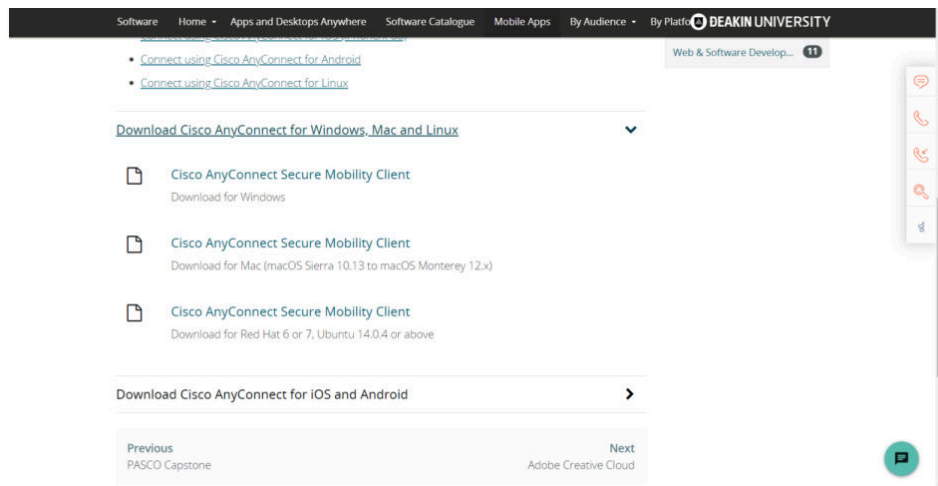 Software Home Apps and Desktops Anywhere Software Catalogue Mobile Apps By Audience By Platfo DEAKIN UNIVERSITY
Connect using Cisco AnyConnect for Android
Connect using Cisco AnyConnect for Linux
Web & Software Develop... 11
Download Cisco AnyConnect for Windows, Mac and Linux
Cisco AnyConnect Secure Mobility Client
Download for Windows
Cisco AnyConnect Secure Mobility Client
Download for Mac (macOS Sierra 10.13 to macOS Monterey 12.x)
Cisco AnyConnect Secure Mobility Client
Download for Red Hat 6 or 7, Ubuntu 14.0.4 or above
Download Cisco AnyConnect for iOS and Android
Previous
PASCO Capstone
Next
Adobe Creative Cloud